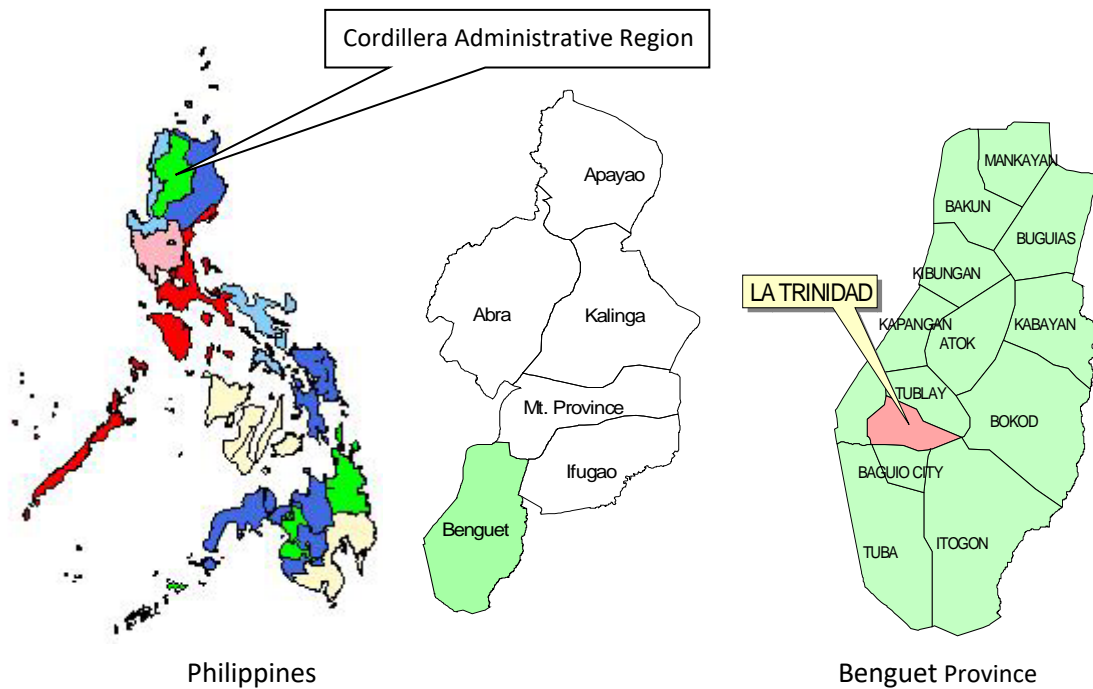 Cordillera Administrative Region
Apayao
Abra
Kalinga
Mt. Province
Ifugao
Benguet
MANKAYAN
BAKUN
BUGUIAS
KIBUNGAN
LA TRINIDAD
KAPANGAN
KABAYAN
ATOK
TUBLAY
BOKOD
BAGUIO CITY
ITOGON
TUBA
Philippines
Benguet Province